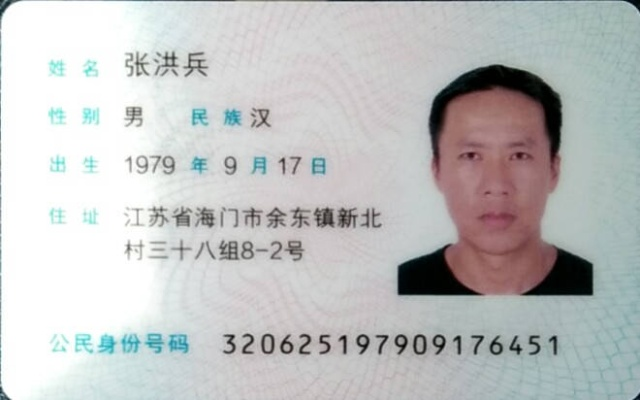 姓名 张洪兵
性别 男 民族 汉
出生 1979 年 9 月 17 日
住址 江苏省海门市余东镇新北
村三十八组8-2号
公民身份号码 320625197909176451